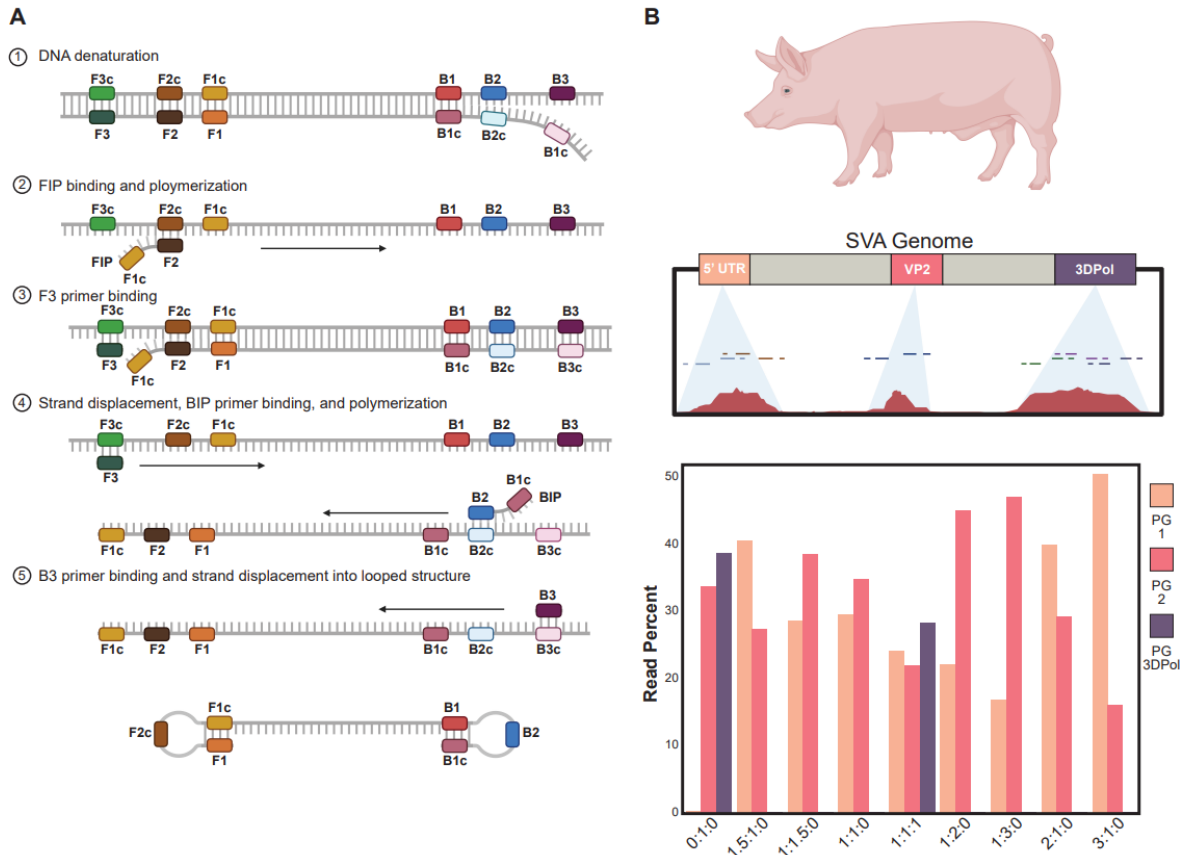 A
① DNA denaturation
F3c F2c F1c B1 B2 B3
F3 F2 F1 B1c B2c B1c
② FIP binding and ploymerization
F3c F2c F1c B1 B2 B3
FIP F1c F2
③ F3 primer binding
F3c F2c F1c B1 B2 B3
F3 F1c F2 F1 B1c B2c B3c
④ Strand displacement, BIP primer binding, and polymerization
F3c F2c F1c B1 B2 B3
F3
B1c
B2 BIP
F1c F2 F1 B1c B2c B3c
⑤ B3 primer binding and strand displacement into looped structure
B3
F1c F2 F1 B1c B2c B3c
F1c B1
F2c B2
F1 B1c
B
SVA Genome
5' UTR VP2 3DPol
Read Percent
50
40
30
20
10
0
0:1:0 1.5:1:0 1:1.5:0 1:1:0 1:1:1 1:2:0 1:3:0 2:1:0 3:1:0
PG
1
PG
2
PG
3DPol